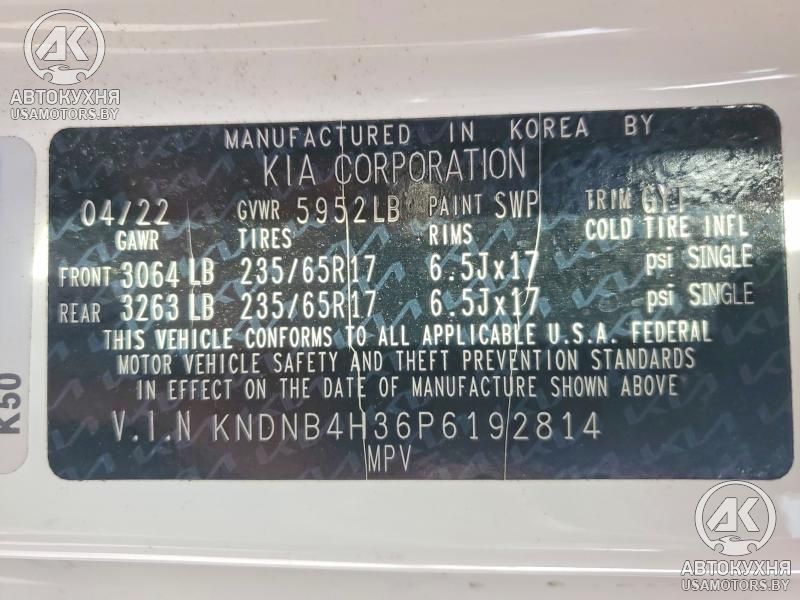 AK
АВТОКУХНЯ
USAMOTORS.BY
MANUFACTURED IN KOREA BY
KIA CORPORATION
04/22 GVWR 5952LB PAINT SWP TRIM
GAWR TIRES RIMS COLD TIRE INFL
FRONT 3064 LB 235/65R17 6.5Jx17 psi SINGLE
REAR 3263 LB 235/65R17 6.5Jx17 psi SINGLE
THIS VEHICLE CONFORMS TO ALL APPLICABLE U.S.A. FEDERAL
MOTOR VEHICLE SAFETY AND THEFT PREVENTION STANDARDS
IN EFFECT ON THE DATE OF MANUFACTURE SHOWN ABOVE
V.I.N KNDNB4H36P6192814
MPV
K50
AK
АВТОКУХНЯ
USAMOTORS.BY